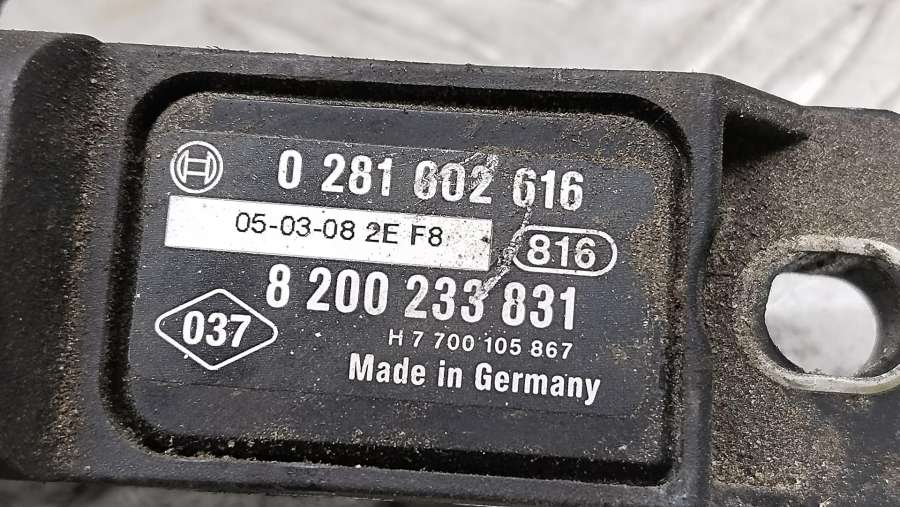 0 281 002 616
05-03-08 2E F8
816
8 200 233 831
037
H 7 700 105 867
Made in Germany